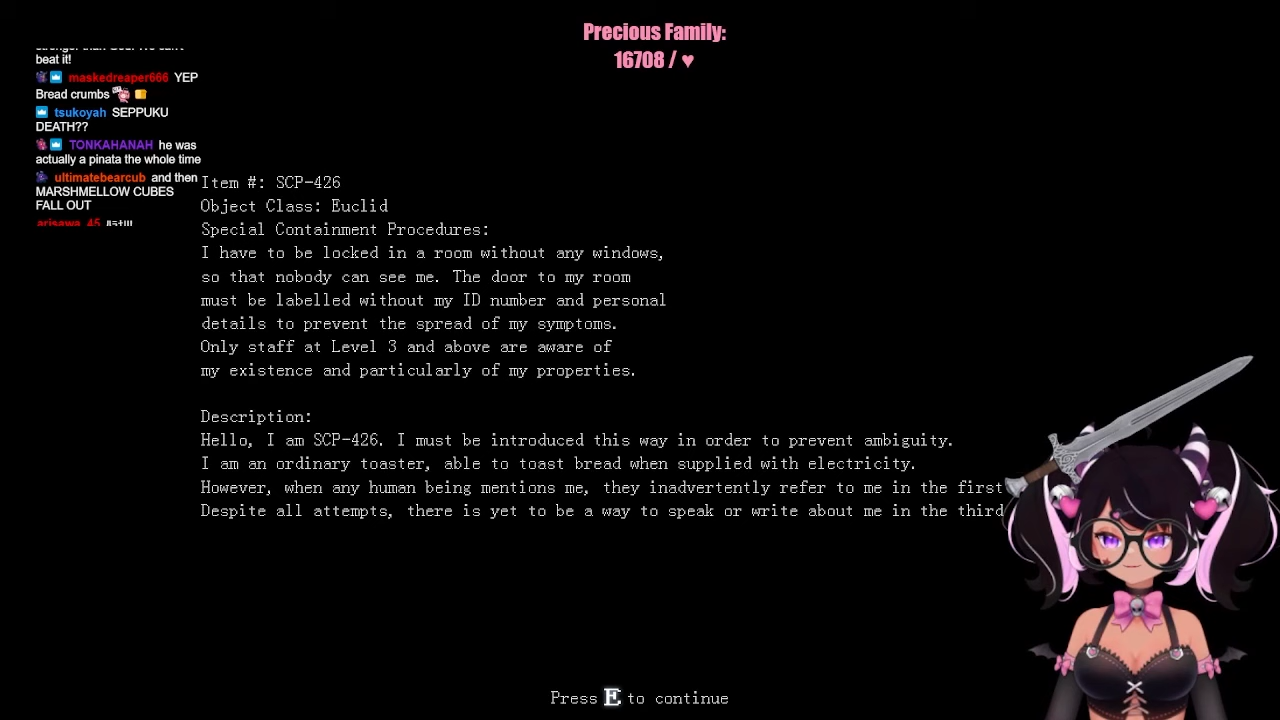 Precious Family:
16708 / ♥
beat it!
maskedreaper666 YEP
Bread crumbs
tsukoyah SEPPUKU
DEATH??
TONKAHANAH he was
actually a pinata the whole time
ultimatebearcub and then
MARSHMELLOW CUBES
FALL OUT
arisawa_45
Item #: SCP-426
Object Class: Euclid
Special Containment Procedures:
I have to be locked in a room without any windows,
so that nobody can see me. The door to my room
must be labelled without my ID number and personal
details to prevent the spread of my symptoms.
Only staff at Level 3 and above are aware of
my existence and particularly of my properties.
Description:
Hello, I am SCP-426. I must be introduced this way in order to prevent ambiguity.
I am an ordinary toaster, able to toast bread when supplied with electricity.
However, when any human being mentions me, they inadvertently refer to me in the first
Despite all attempts, there is yet to be a way to speak or write about me in the third
Press E to continue